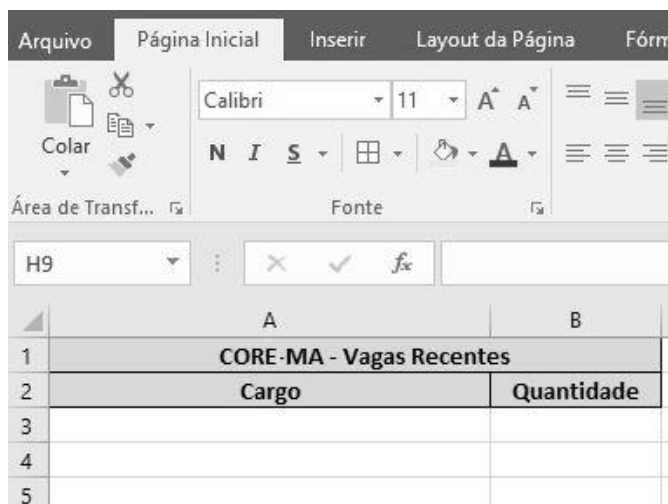 Arquivo Página Inicial Inserir Layout da Página Fórm
Calibri 11 A A
Colar N I S A
Área de Transf... Fonte
H9 fx
A B
1 CORE-MA - Vagas Recentes
2 Cargo Quantidade
3
4
5